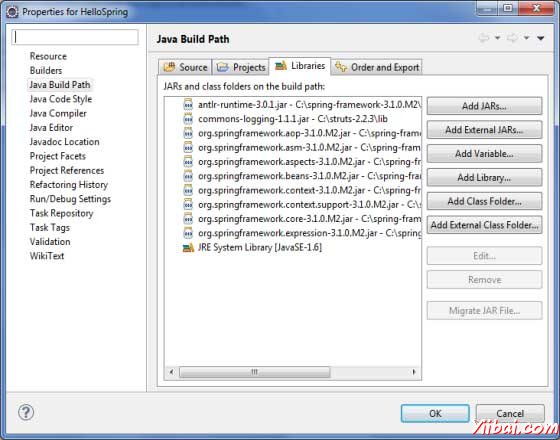 Properties for HelloSpring
Resource
Builders
Java Build Path
Java Code Style
Java Compiler
Java Editor
Javadoc Location
Project Facets
Project References
Refactoring History
Run/Debug Settings
Task Repository
Task Tags
Validation
WikiText
Java Build Path
Source Projects Libraries Order and Export
JARs and class folders on the build path:
antlr-runtime-3.0.1.jar - C:\spring-framework-3.1.0.M2\
commons-logging-1.1.1.jar - C:\struts-2.2.3\lib
org.springframework.aop-3.1.0.M2.jar - C:\spring-fram
org.springframework.asm-3.1.0.M2.jar - C:\spring-fram
org.springframework.aspects-3.1.0.M2.jar - C:\spring-
org.springframework.beans-3.1.0.M2.jar - C:\spring-fra
org.springframework.context-3.1.0.M2.jar - C:\spring-f
org.springframework.context.support-3.1.0.M2.jar - C:\
org.springframework.core-3.1.0.M2.jar - C:\spring-fram
org.springframework.expression-3.1.0.M2.jar - C:\spring
JRE System Library [JavaSE-1.6]
Add JARs...
Add External JARs...
Add Variable...
Add Library...
Add Class Folder...
Add External Class Folder...
Edit...
Remove
Migrate JAR File...
OK Cancel
Yiibai.com